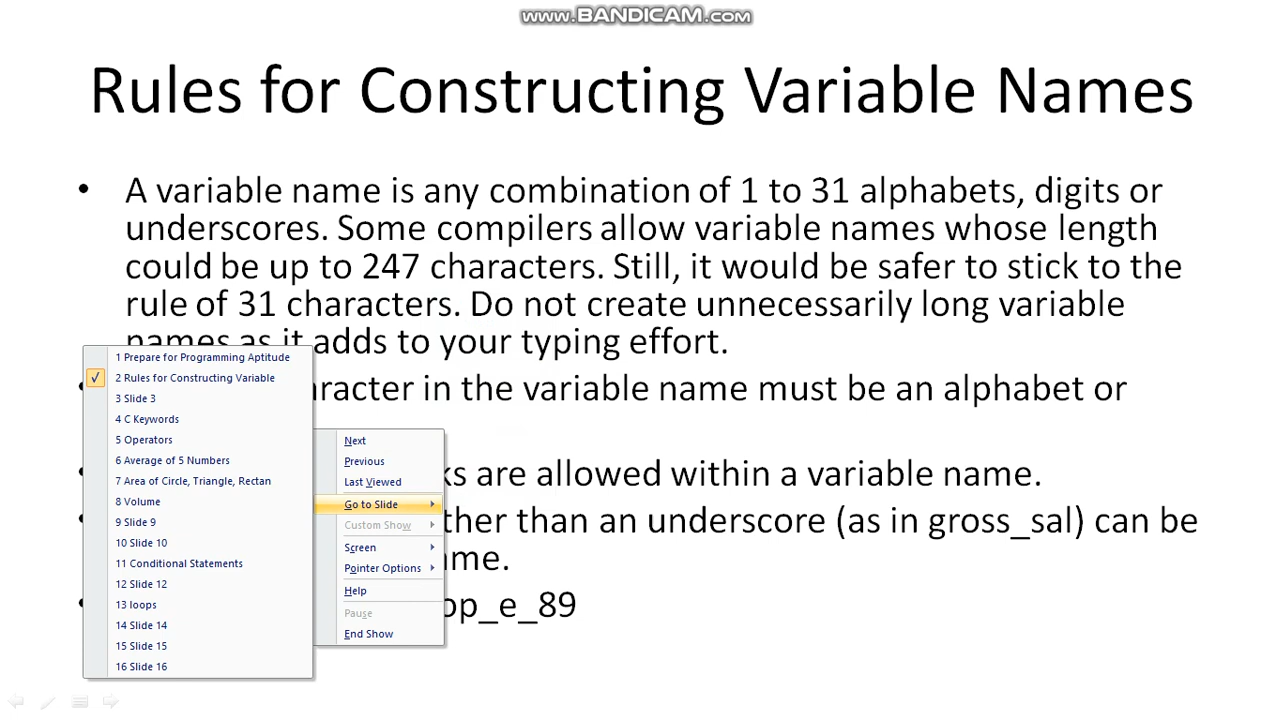 www.BANDICAM.com
Rules for Constructing Variable Names
• A variable name is any combination of 1 to 31 alphabets, digits or
underscores. Some compilers allow variable names whose length
could be up to 247 characters. Still, it would be safer to stick to the
rule of 31 characters. Do not create unnecessarily long variable
names as it adds to your typing effort.
in the variable name must be an alphabet or
are allowed within a variable name.
than an underscore (as in gross_sal) can be
1 Prepare for Programming Aptitude
2 Rules for Constructing Variable
3 Slide 3
4 C Keywords
5 Operators
6 Average of 5 Numbers
7 Area of Circle, Triangle, Rectan
8 Volume
9 Slide 9
10 Slide 10
11 Conditional Statements
12 Slide 12
13 loops
14 Slide 14
15 Slide 15
16 Slide 16
Next
Previous
Last Viewed
Go to Slide
Custom Show
Screen
Pointer Options
Help
Pause
End Show